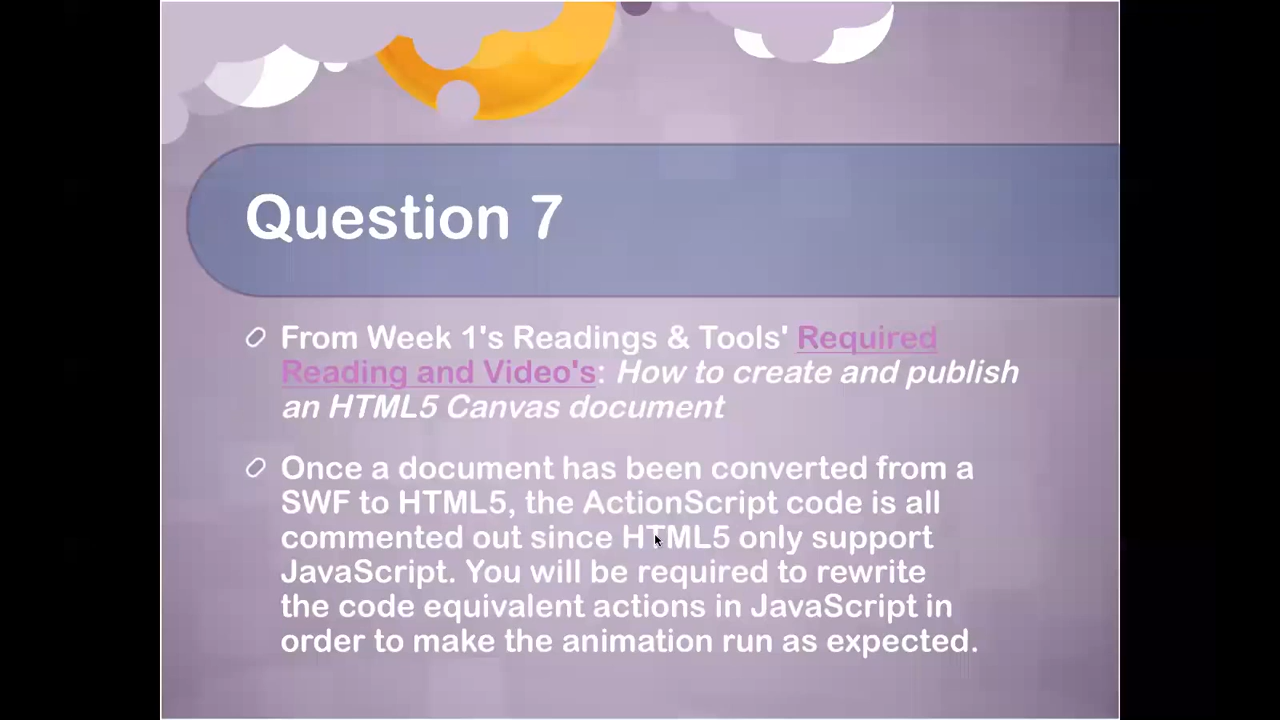 Question 7
From Week 1's Readings & Tools' Required
Reading and Video's: How to create and publish
an HTML5 Canvas document
Once a document has been converted from a
SWF to HTML5, the ActionScript code is all
commented out since HTML5 only support
JavaScript. You will be required to rewrite
the code equivalent actions in JavaScript in
order to make the animation run as expected.